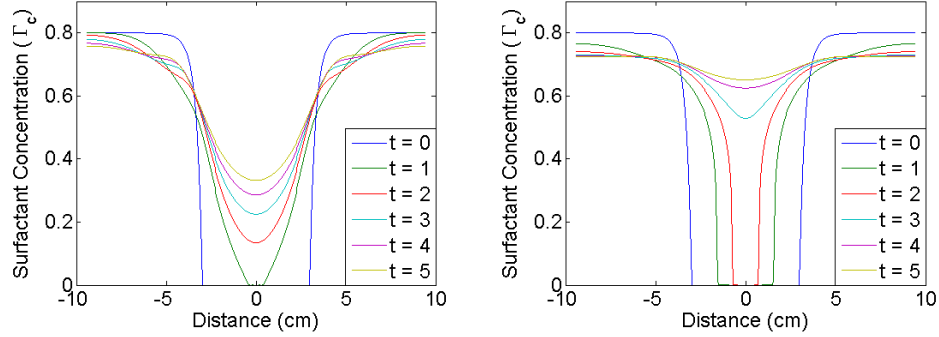 Surfactant Concentration (Γc)
0.8
0.6
0.4
0.2
0
-10
-5
0
5
10
Distance (cm)
t = 0
t = 1
t = 2
t = 3
t = 4
t = 5
Surfactant Concentration (Γc)
0.8
0.6
0.4
0.2
0
-10
-5
0
5
10
Distance (cm)
t = 0
t = 1
t = 2
t = 3
t = 4
t = 5